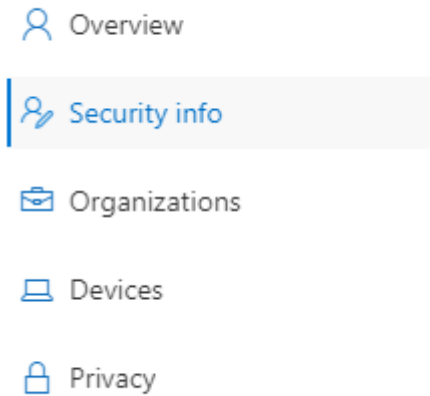 Overview
Security info
Organizations
Devices
Privacy